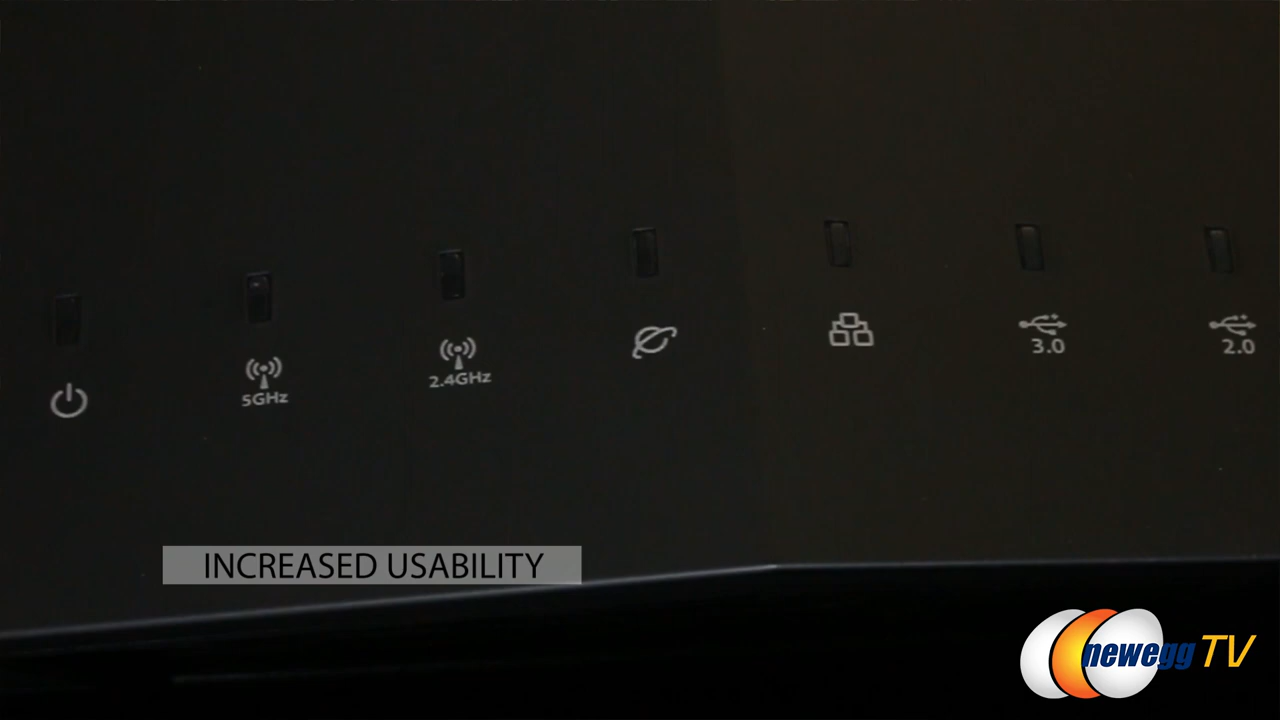 5GHz
2.4GHz
3.0
2.0
INCREASED USABILITY
newegg TV